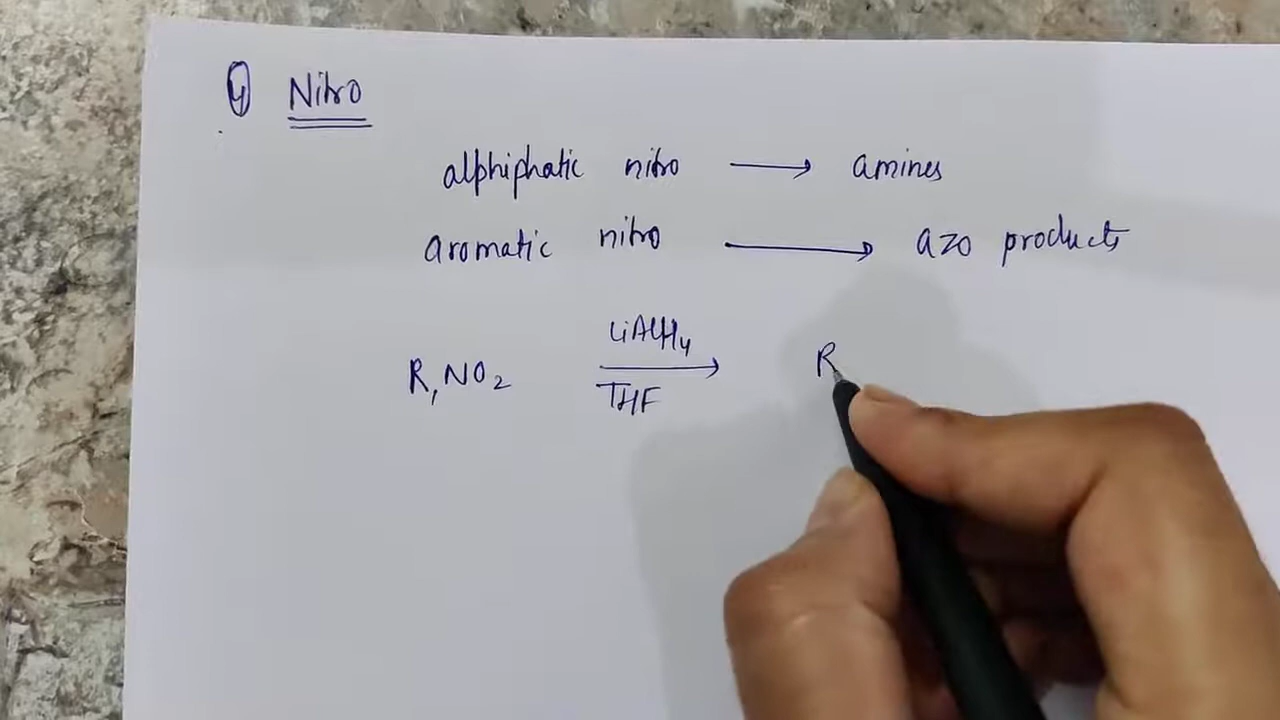 4 Nitro
alphiphatic nitro → amines
aromatic nitro → azo products
LiAlH4
R, NO2 → R
THF